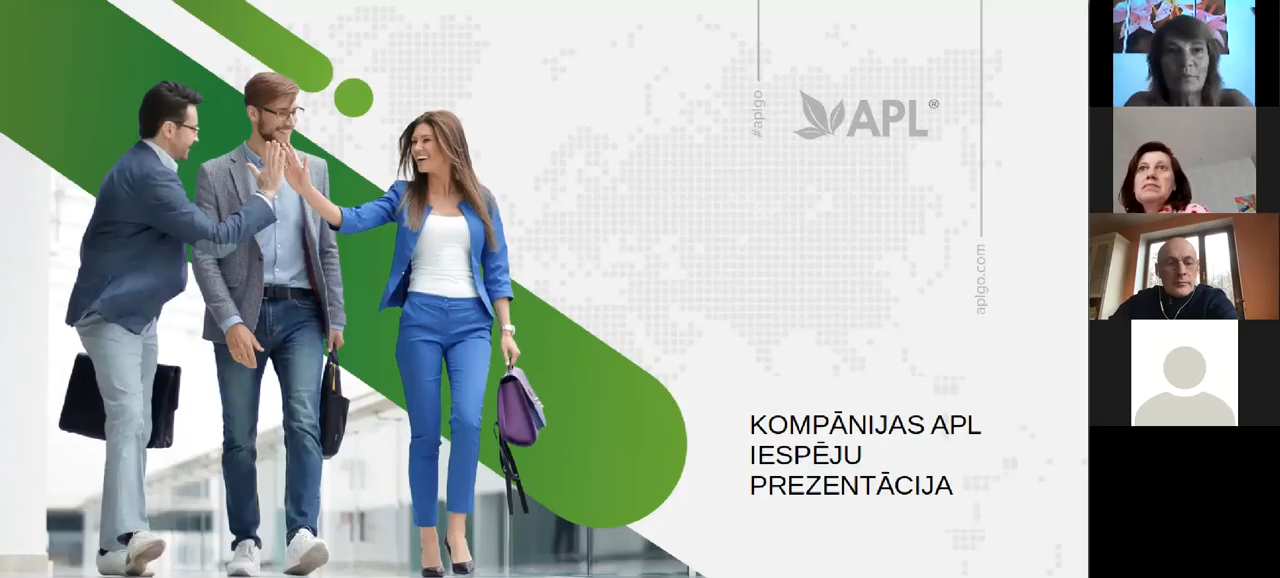 #aplgo
APL®
aplgo.com
KOMPĀNIJAS APL
IESPĒJU
PREZENTĀCIJA